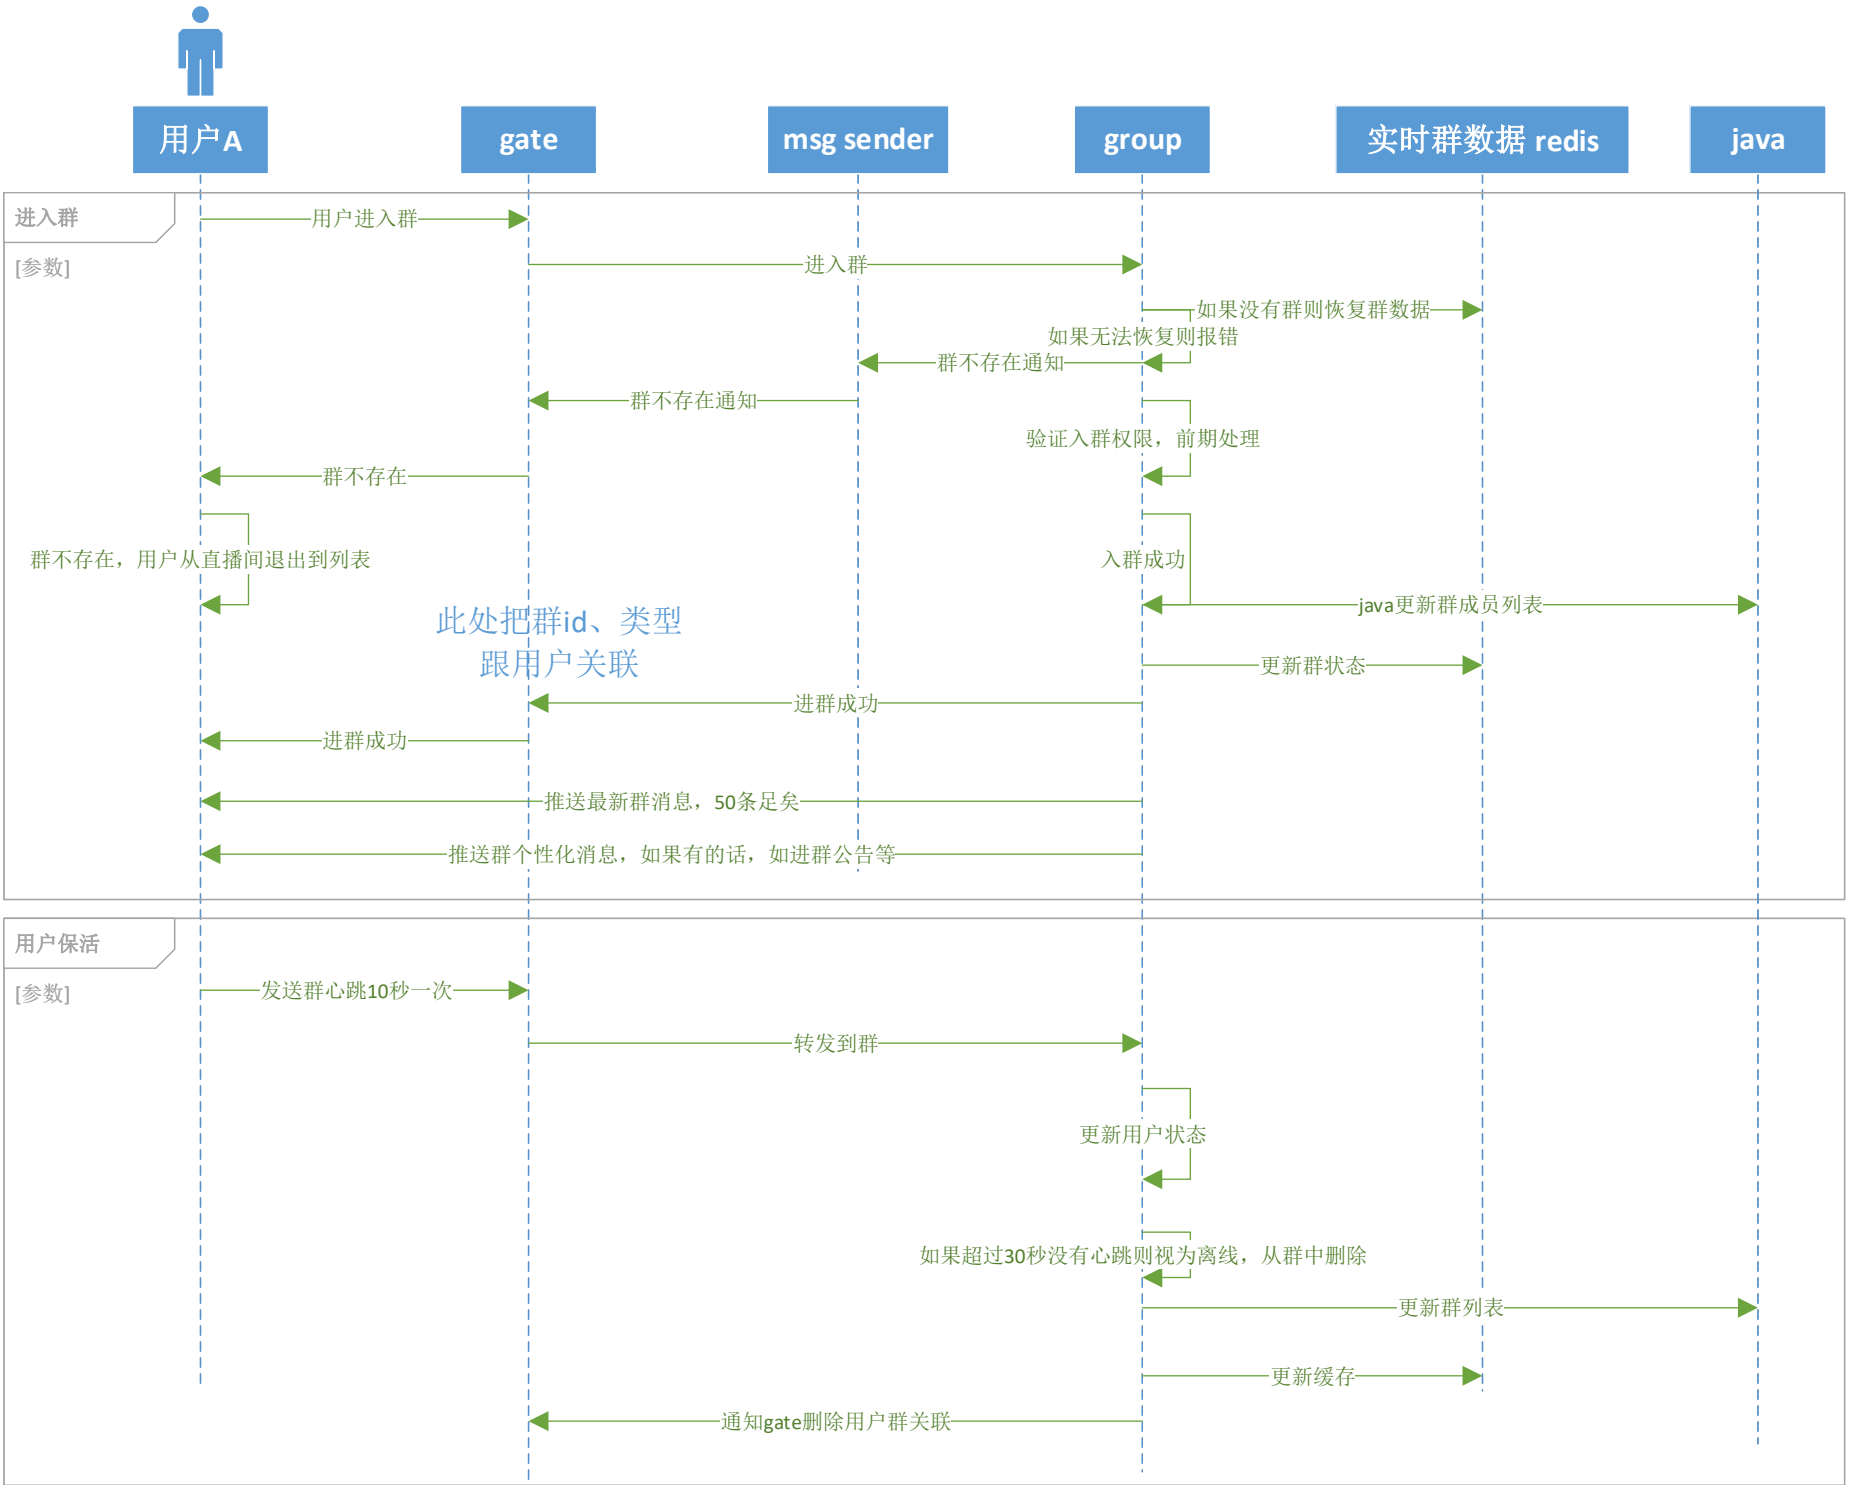 用户A
gate
msg sender
group
实时群数据 redis
java
进入群
用户进入群
[参数]
进入群
如果没有群则恢复群数据
如果无法恢复则报错
群不存在通知
群不存在通知
验证入群权限，前期处理
群不存在
群不存在，用户从直播间退出到列表
入群成功
java更新群成员列表
此处把群id、类型
跟用户关联
更新群状态
进群成功
进群成功
推送最新群消息，50条足矣
推送群个性化消息，如果有的话，如进群公告等
用户保活
[参数]
发送群心跳10秒一次
转发到群
更新用户状态
如果超过30秒没有心跳则视为离线，从群中删除
更新群列表
更新缓存
通知gate删除用户群关联